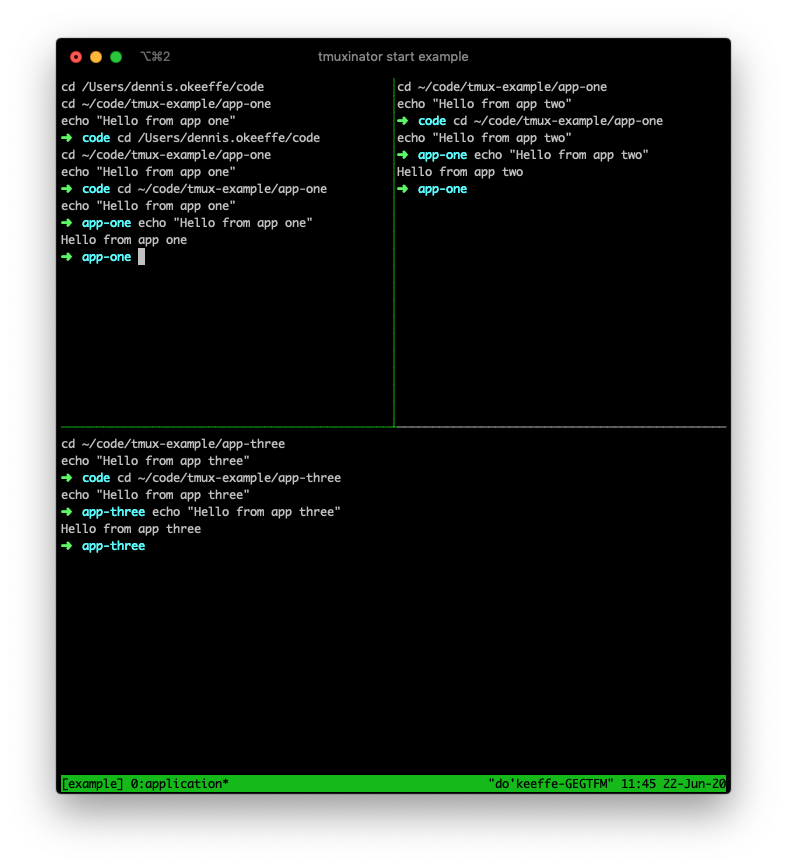 ⌥⌘2 tmuxinator start example
cd /Users/dennis.okeeffe/code
cd ~/code/tmux-example/app-one
echo "Hello from app one"
➜ code cd /Users/dennis.okeeffe/code
cd ~/code/tmux-example/app-one
echo "Hello from app one"
➜ code cd ~/code/tmux-example/app-one
echo "Hello from app one"
➜ app-one echo "Hello from app one"
Hello from app one
➜ app-one
cd ~/code/tmux-example/app-one
echo "Hello from app two"
➜ code cd ~/code/tmux-example/app-one
echo "Hello from app two"
➜ app-one echo "Hello from app two"
Hello from app two
➜ app-one
cd ~/code/tmux-example/app-three
echo "Hello from app three"
➜ code cd ~/code/tmux-example/app-three
echo "Hello from app three"
➜ app-three echo "Hello from app three"
Hello from app three
➜ app-three
[example] 0:application* "do'keeffe-GEGTFM" 11:45 22-Jun-20